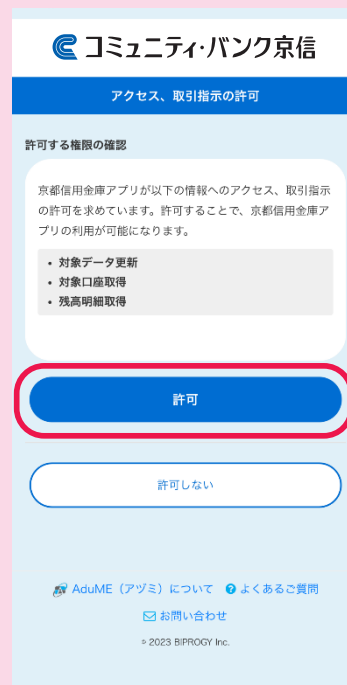 コミュニティ・バンク京信
アクセス、取引指示の許可
許可する権限の確認
京都信用金庫アプリが以下の情報へのアクセス、取引指示
の許可を求めています。許可することで、京都信用金庫ア
プリの利用が可能になります。
• 対象データ更新
• 対象口座取得
• 残高明細取得
許可
許可しない
AduME（アヅミ）について ? よくあるご質問
お問い合わせ
© 2023 BIPROGY Inc.